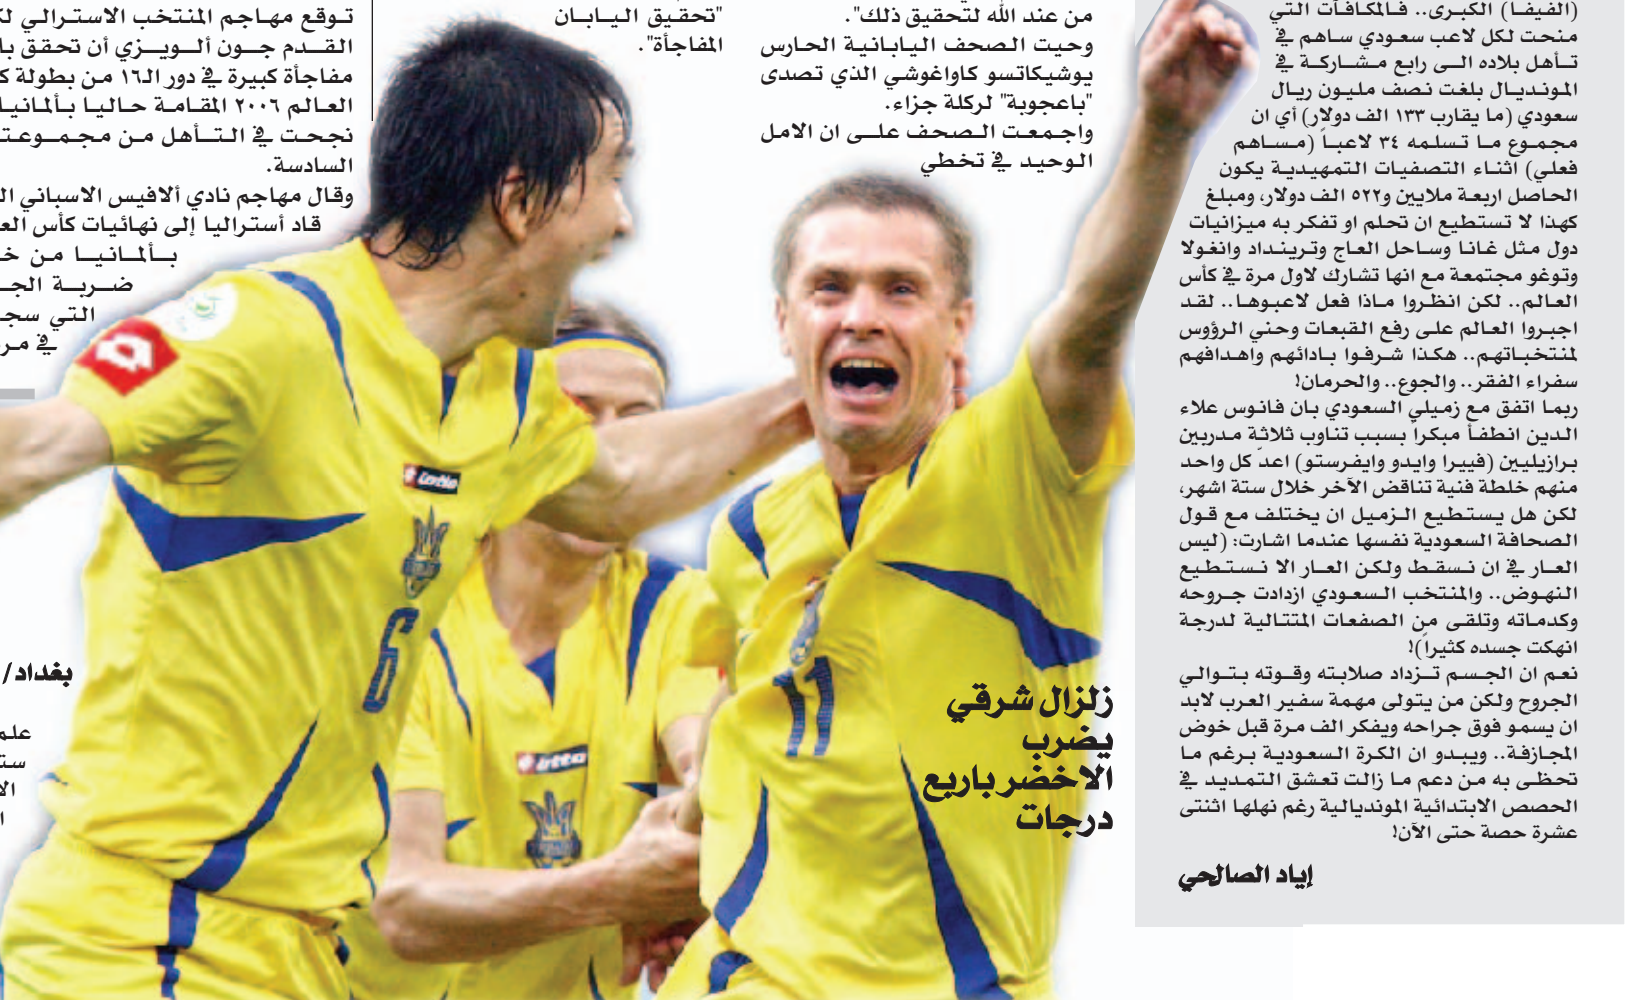 (الفيفا) الكبرى.. فالمكافآت التي
منحت لكل لاعب سعودي ساهم في
تأهل بلاده الى رابع مشاركة في
المونديال بلغت نصف مليون ريال
سعودي (ما يقارب ١٣٣ الف دولار) أي ان
مجموع ما تسلمه ٣٤ لاعباً (مساهم
فعلي) اثناء التصفيات التمهيدية يكون
الحاصل اربعة ملايين و٥٢٢ الف دولار، ومبلغ
كهذا لا تستطيع ان تحلم او تفكر به ميزانيات
دول مثل غانا وساحل العاج وترينداد وانغولا
وتوغو مجتمعة مع انها تشارك لاول مرة في كأس
العالم.. لكن انظروا ماذا فعل لاعبوها.. لقد
اجبروا العالم على رفع القبعات وحني الرؤوس
لمنتخباتهم.. هكذا شرفوا بادائهم واهدافهم
سفراء الفقر.. والجوع.. والحرمان!
ربما اتفق مع زميلي السعودي بان فانوس علاء
الدين انطفأ مبكراً بسبب تناوب ثلاثة مدربين
برازيليين (فييرا وايدو وايفرستو) اعدّ كل واحد
منهم خلطة فنية تناقض الآخر خلال ستة اشهر،
لكن هل يستطيع الزميل ان يختلف مع قول
الصحافة السعودية نفسها عندما اشارت: (ليس
العار في ان نسقط ولكن العار الا نستطيع
النهوض.. والمنتخب السعودي ازدادت جروحه
وكدماته وتلقى من الصفعات المتتالية لدرجة
انهكت جسده كثيراً)!
نعم ان الجسم تزداد صلابته وقوته بتوالي
الجروح ولكن من يتولى مهمة سفير العرب لابد
ان يسمو فوق جراحه ويفكر الف مرة قبل خوض
المجازفة.. ويبدو ان الكرة السعودية برغم ما
تحظى به من دعم ما زالت تعشق التمديد في
الحصص الابتدائية المونديالية رغم نهلها اثنتى
عشرة حصة حتى الآن!
إياد الصالحي
من عند الله لتحقيق ذلك".
وحيت الصحف اليابانية الحارس
يوشيكاتسو كاواغوشي الذي تصدى
"باعجوبة" لركلة جزاء.
واجمعت الصحف على ان الامل
الوحيد في تخطي
"تحقيق اليابان
المفاجأة".
توقع مهاجم المنتخب الاسترالي
القدم جون ألويزي أن تحقق
مفاجأة كبيرة في دور الـ١٦ من بطولة
العالم ٢٠٠٦ المقامة حاليا بألمانيا
نجحت في التأهل من
السادسة.
وقال مهاجم نادي ألافيس الاسباني
قاد أستراليا إلى نهائيات كأس
بألمانيا من
ضربة
التي
في
زلزال شرقي
يضرب
الاخضر باربع
درجات
بغداد/
lotto
6
11
lotto